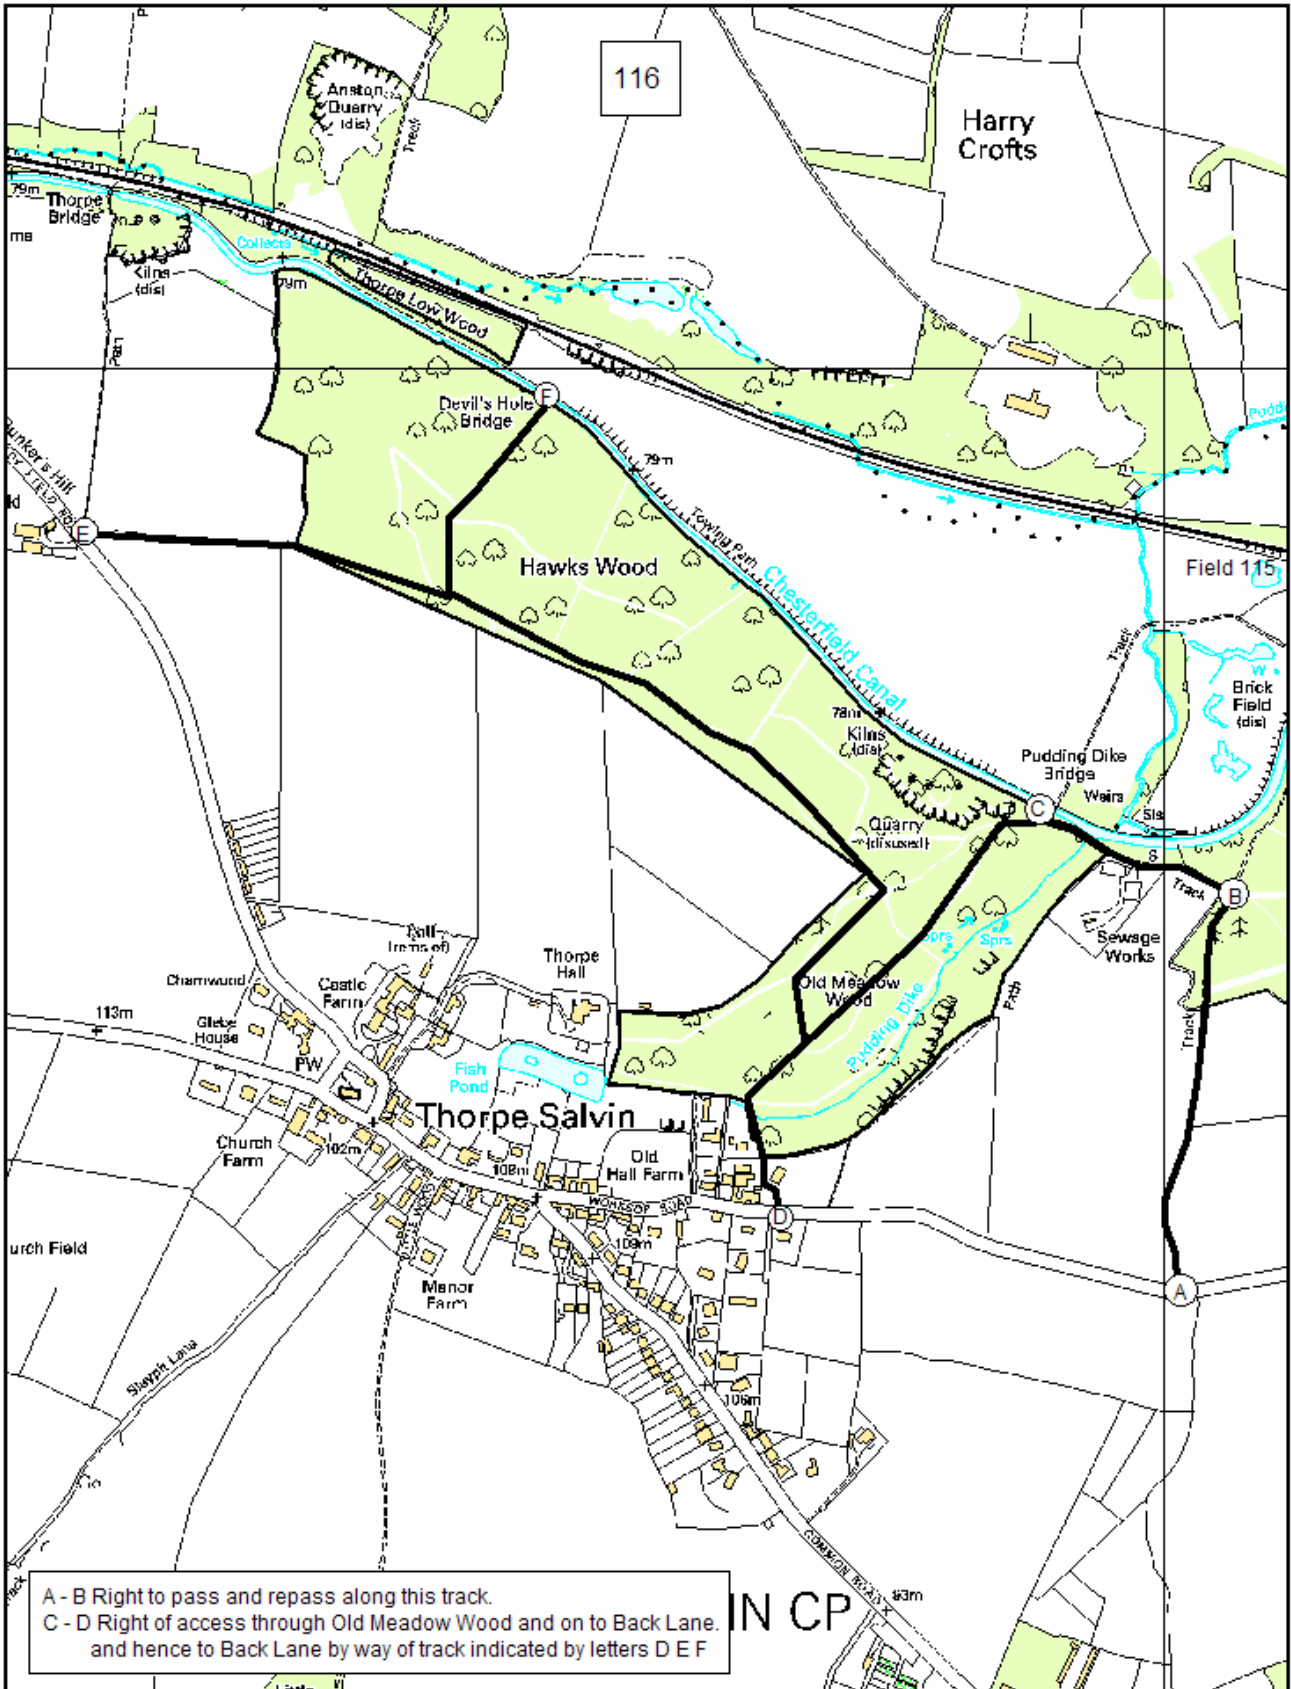 116
Anston
Quarry
(dis)
Track
Harry
Crofts
79m
Thorpe
Bridge
Kilns
(dis)
Collects
79m
Thorpe Low Wood
Path
Devil's Hole
Bridge
F
79m
Towing Path
Bunker's Hill
E
Hawks Wood
Chesterfield Canal
Field 115
Track
W
Brick
Field
(dis)
78m
Kilns
(dis)
Pudding Dike
Bridge
Weirs
Sls
C
Quarry
(disused)
S
Track
B
Sprs
Sprs
Sewage
Works
Thorpe
Hall
Charnwood
Castle
Farm
Old Meadow
Wood
Path
Pudding Dike
Track
113m
Glebe
House
PW
Fish
Pond
Thorpe Salvin
Church
Farm
102m
108m
Old
Hall Farm
WORKSOP ROAD
D
109m
urch Field
Manor
Farm
A
Steyph Lane
106m
COMMON ROAD
93m
IN CP
A - B Right to pass and repass along this track.
C - D Right of access through Old Meadow Wood and on to Back Lane.
and hence to Back Lane by way of track indicated by letters D E F